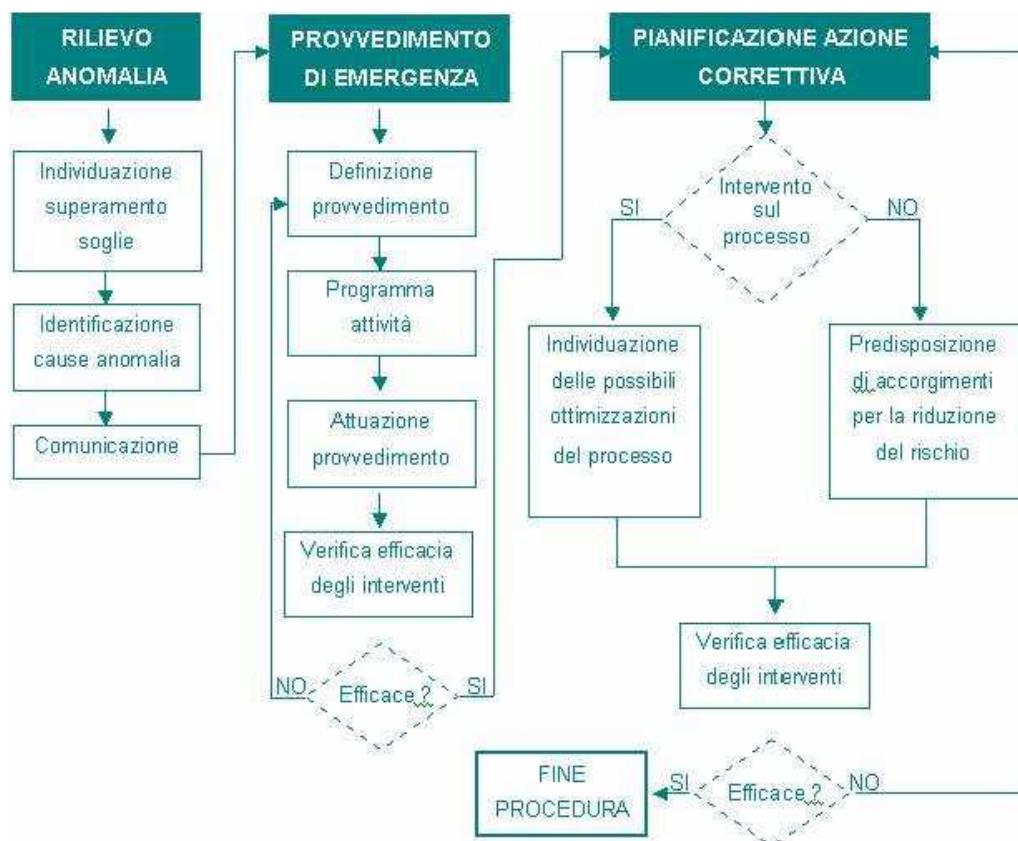 RILIEVO
ANOMALIA
Individuazione
superamento
soglie
Identificazione
cause anomalia
Comunicazione
PROVVEDIMENTO
DI EMERGENZA
Definizione
provvedimento
Programma
attività
Attuazione
provvedimento
Verifica efficacia
degli interventi
NO
Efficace ?
SI
PIANIFICAZIONE AZIONE
CORRETTIVA
Intervento
sul
processo
SI
NO
Individuazione
delle possibili
ottimizzazioni
del processo
Predisposizione
di accorgimenti
per la riduzione
del rischio
Verifica efficacia
degli interventi
Efficace ?
SI
NO
FINE
PROCEDURA